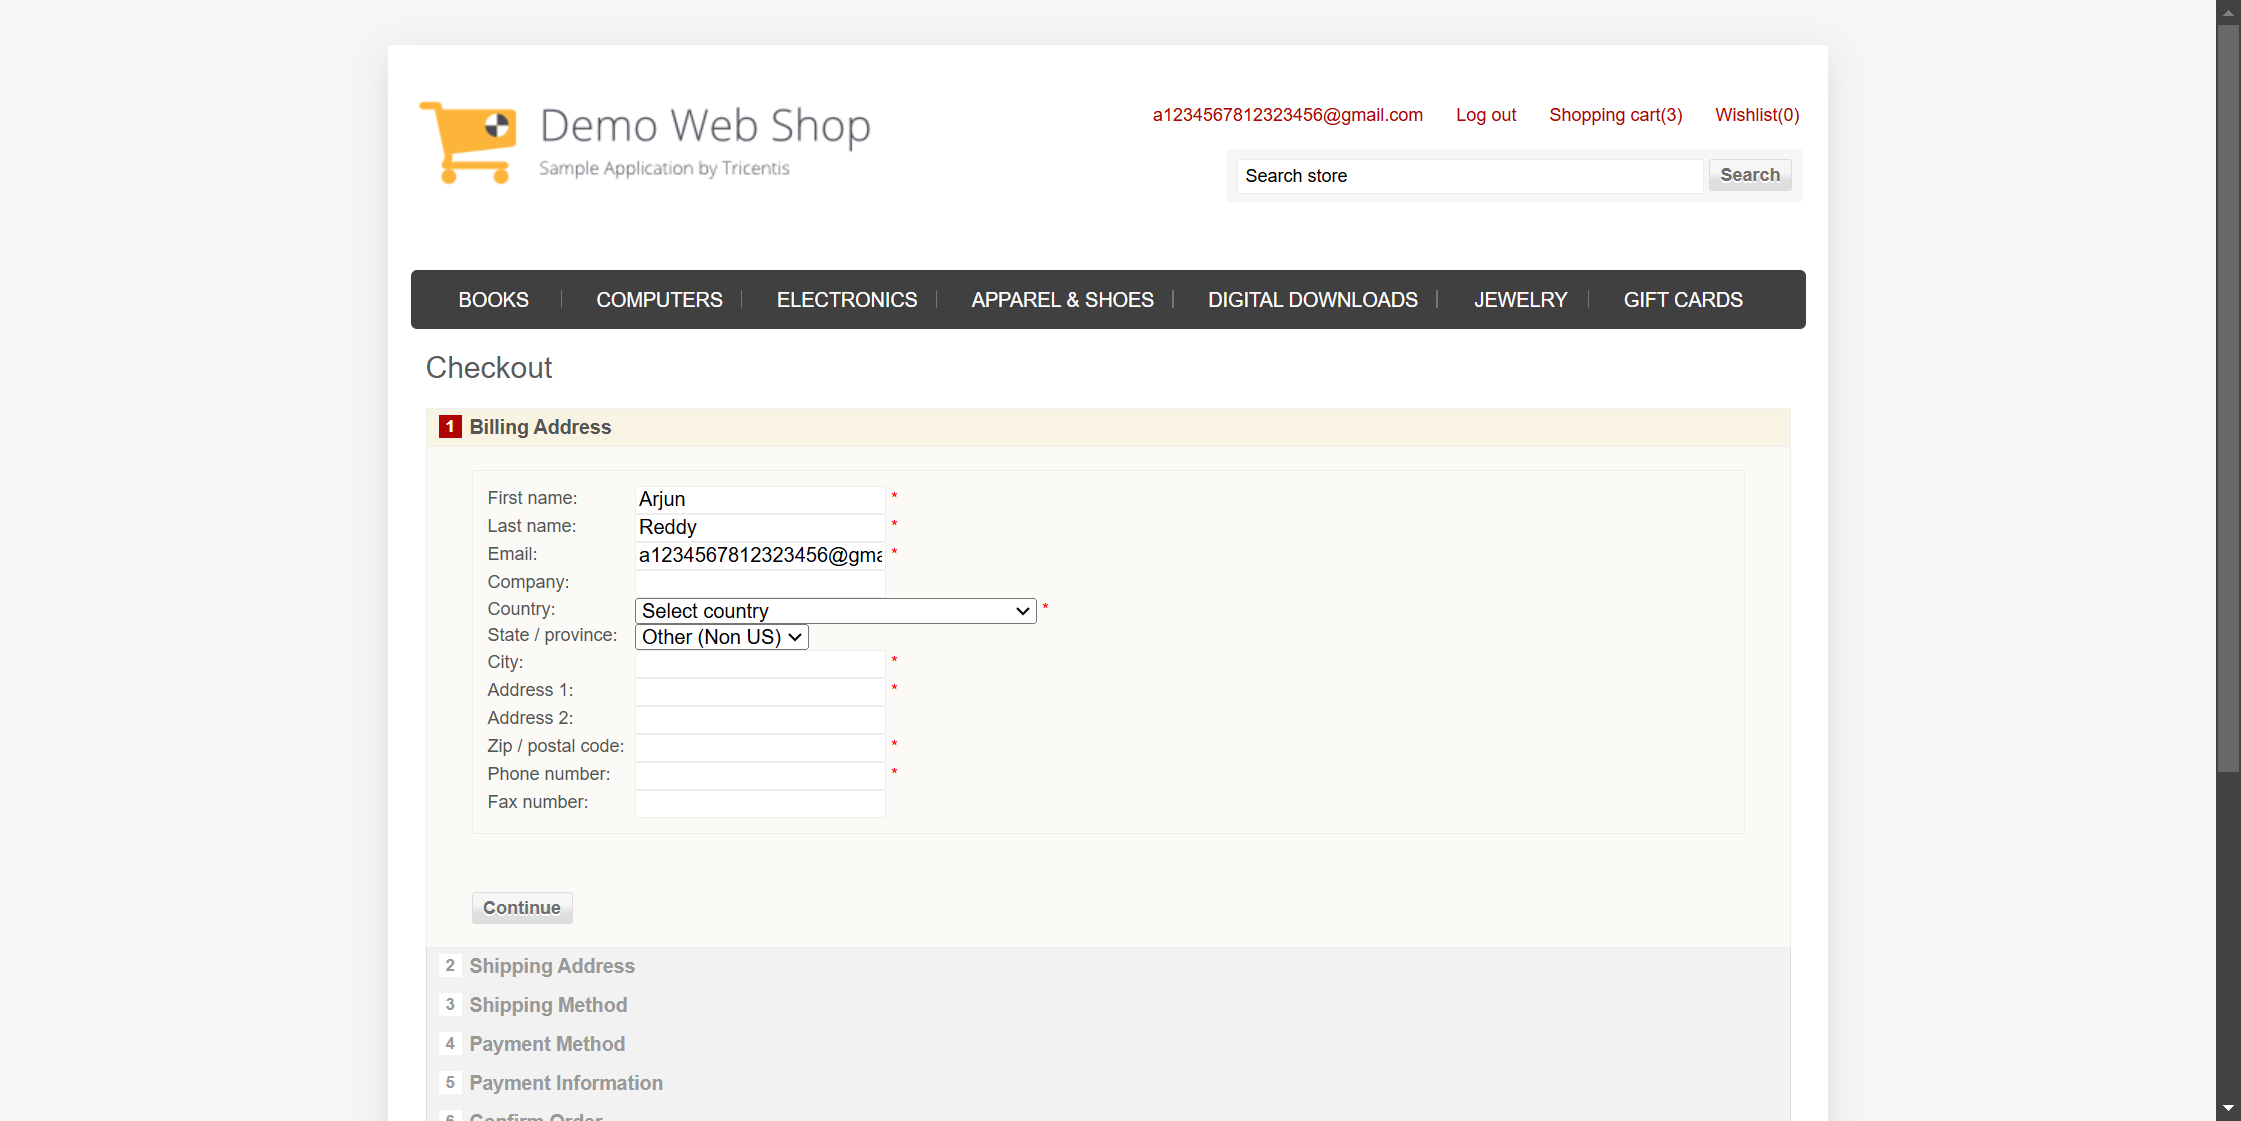 Demo Web Shop
Sample Application by Tricentis
a1234567812323456@gmail.com Log out Shopping cart(3) Wishlist(0)
Search store Search
BOOKS COMPUTERS ELECTRONICS APPAREL & SHOES DIGITAL DOWNLOADS JEWELRY GIFT CARDS
Checkout
1 Billing Address
First name: Arjun *
Last name: Reddy *
Email: a1234567812323456@gma *
Company:
Country: Select country *
State / province: Other (Non US)
City: *
Address 1: *
Address 2:
Zip / postal code: *
Phone number: *
Fax number:
Continue
2 Shipping Address
3 Shipping Method
4 Payment Method
5 Payment Information
6 Confirm Order